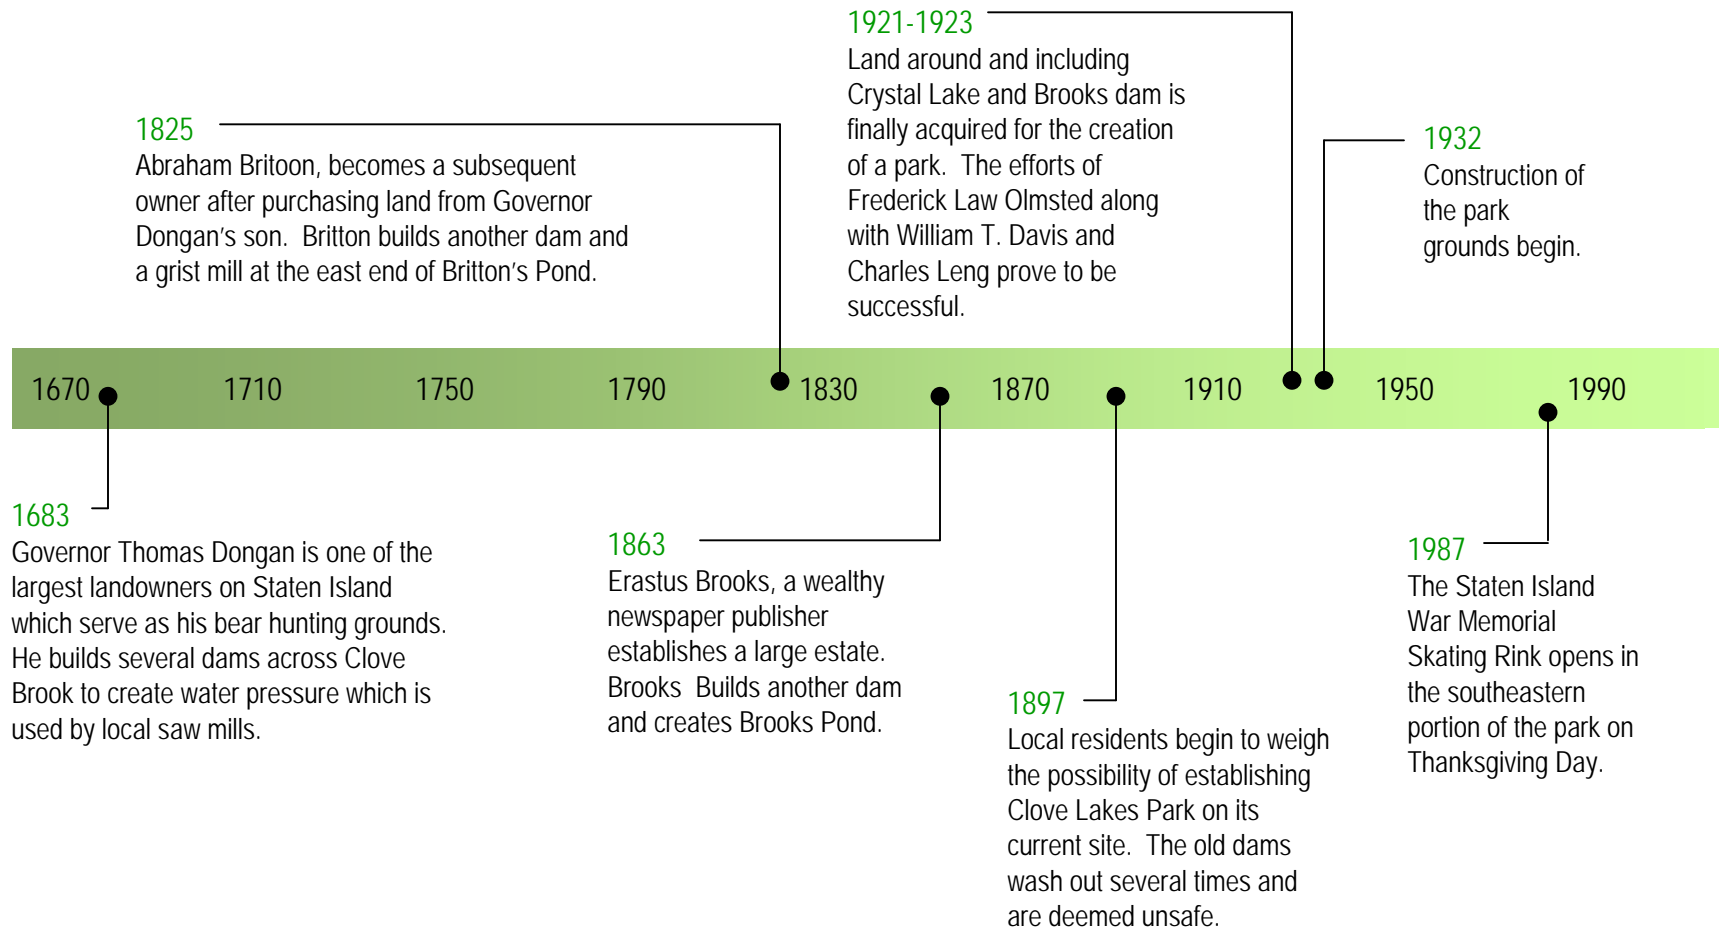 1921-1923
Land around and including
Crystal Lake and Brooks dam is
finally acquired for the creation
of a park.  The efforts of
Frederick Law Olmsted along
with William T. Davis and
Charles Leng prove to be
successful.
1825
Abraham Britoon, becomes a subsequent
owner after purchasing land from Governor
Dongan's son.  Britton builds another dam and
a grist mill at the east end of Britton's Pond.
1932
Construction of
the park
grounds begin.
1670 1710 1750 1790 1830 1870 1910 1950 1990
1683
Governor Thomas Dongan is one of the
largest landowners on Staten Island
which serve as his bear hunting grounds.
He builds several dams across Clove
Brook to create water pressure which is
used by local saw mills.
1863
Erastus Brooks, a wealthy
newspaper publisher
establishes a large estate.
Brooks  Builds another dam
and creates Brooks Pond.
1897
Local residents begin to weigh
the possibility of establishing
Clove Lakes Park on its
current site.  The old dams
wash out several times and
are deemed unsafe.
1987
The Staten Island
War Memorial
Skating Rink opens in
the southeastern
portion of the park on
Thanksgiving Day.